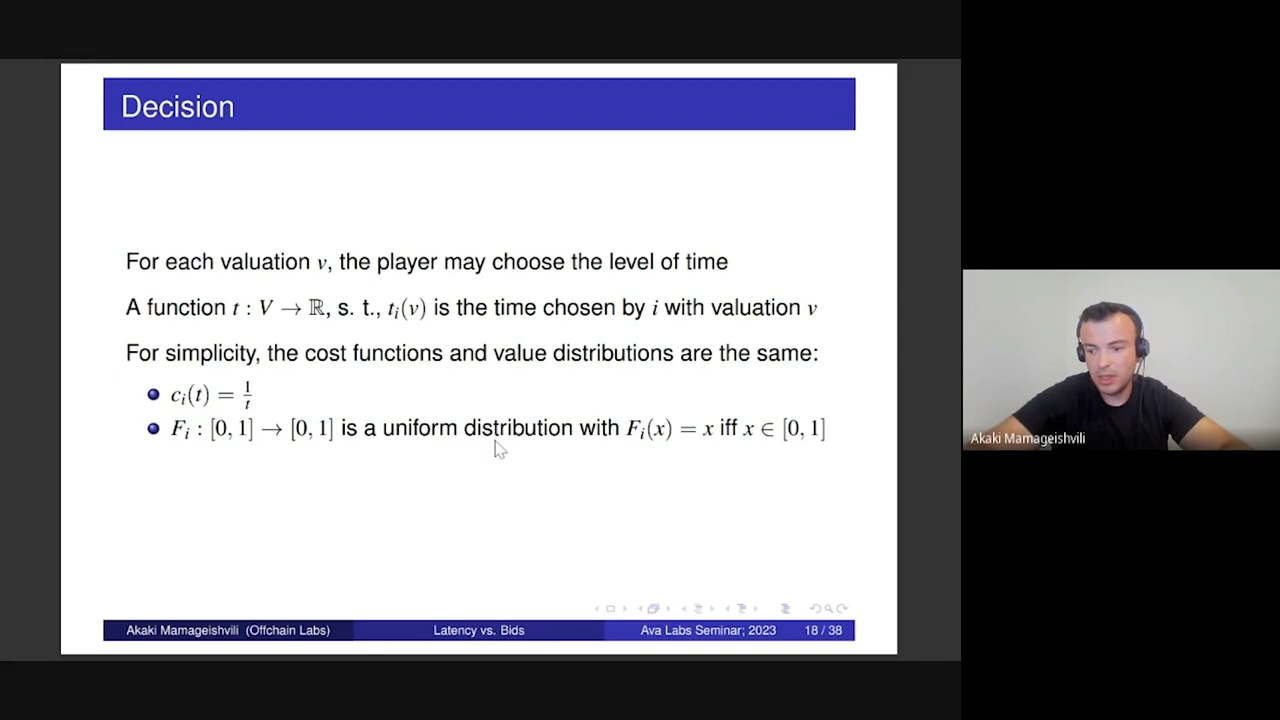 Decision
For each valuation v, the player may choose the level of time
A function t : V → ℝ, s. t., tᵢ(v) is the time chosen by i with valuation v
For simplicity, the cost functions and value distributions are the same:
cᵢ(t) = 1/t
Fᵢ : [0, 1] → [0, 1] is a uniform distribution with Fᵢ(x) = x iff x ∈ [0, 1]
Akaki Mamageishvili (Offchain Labs) Latency vs. Bids Ava Labs Seminar; 2023 18 / 38
Akaki Mamageishvili